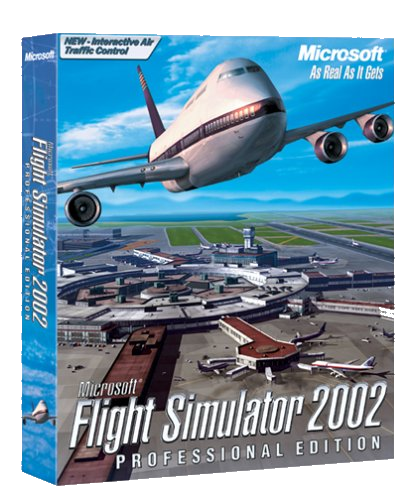 NEW - Interactive Air
Traffic Control
Microsoft
Microsoft
As Real As It Gets
Microsoft
Flight Simulator 2002
PROFESSIONAL EDITION
Microsoft
Flight Simulator 2002
PROFESSIONAL EDITION